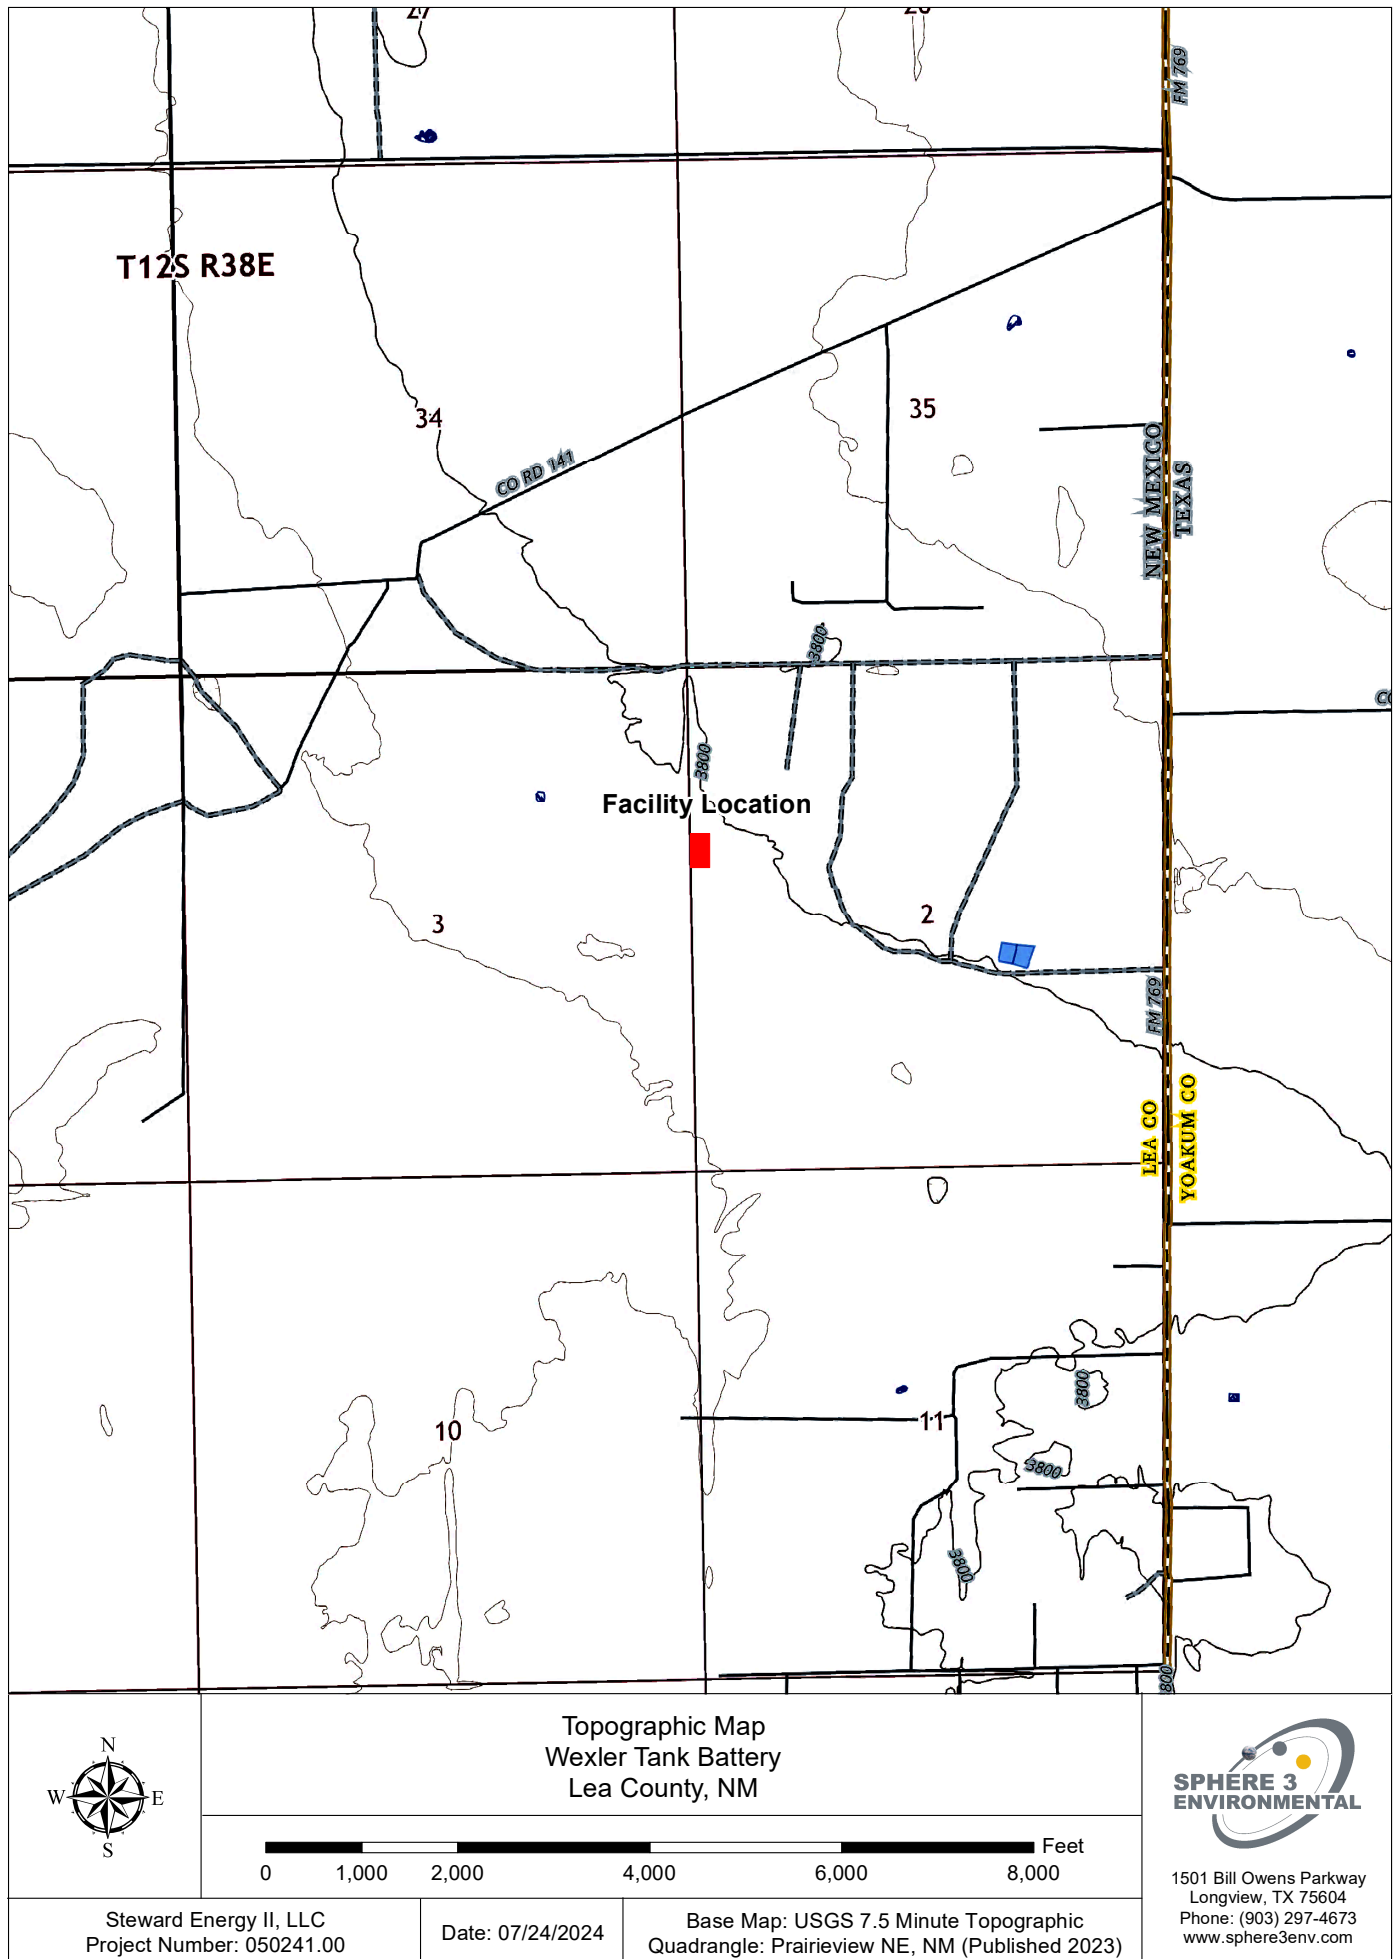 27
26
FM 769
T12S R38E
34
35
CO RD 141
NEW MEXICO
TEXAS
3800
CO
3800
Facility Location
3
2
FM 769
LEA CO
YOAKUM CO
3800
10
11
3800
3800
Topographic Map
Wexler Tank Battery
Lea County, NM
N
W E
S
SPHERE 3
ENVIRONMENTAL
Feet
0 1,000 2,000 4,000 6,000 8,000
1501 Bill Owens Parkway
Longview, TX 75604
Phone: (903) 297-4673
www.sphere3env.com
Steward Energy II, LLC
Project Number: 050241.00
Date: 07/24/2024
Base Map: USGS 7.5 Minute Topographic
Quadrangle: Prairieview NE, NM (Published 2023)